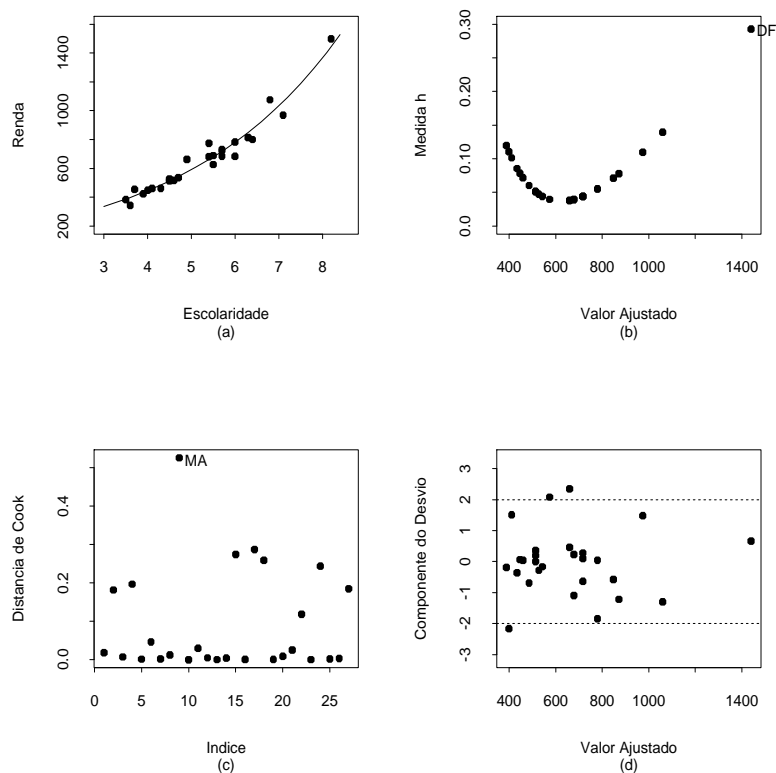 Renda
200 600 1000 1400
3 4 5 6 7 8
Escolaridade
(a)
Medida h
0.0 0.10 0.20 0.30
DF
400 600 800 1000 1400
Valor Ajustado
(b)
Distancia de Cook
0.0 0.2 0.4
MA
0 5 10 15 20 25
Indice
(c)
Componente do Desvio
-3 -2 -1 0 1 2 3
400 600 800 1000 1400
Valor Ajustado
(d)